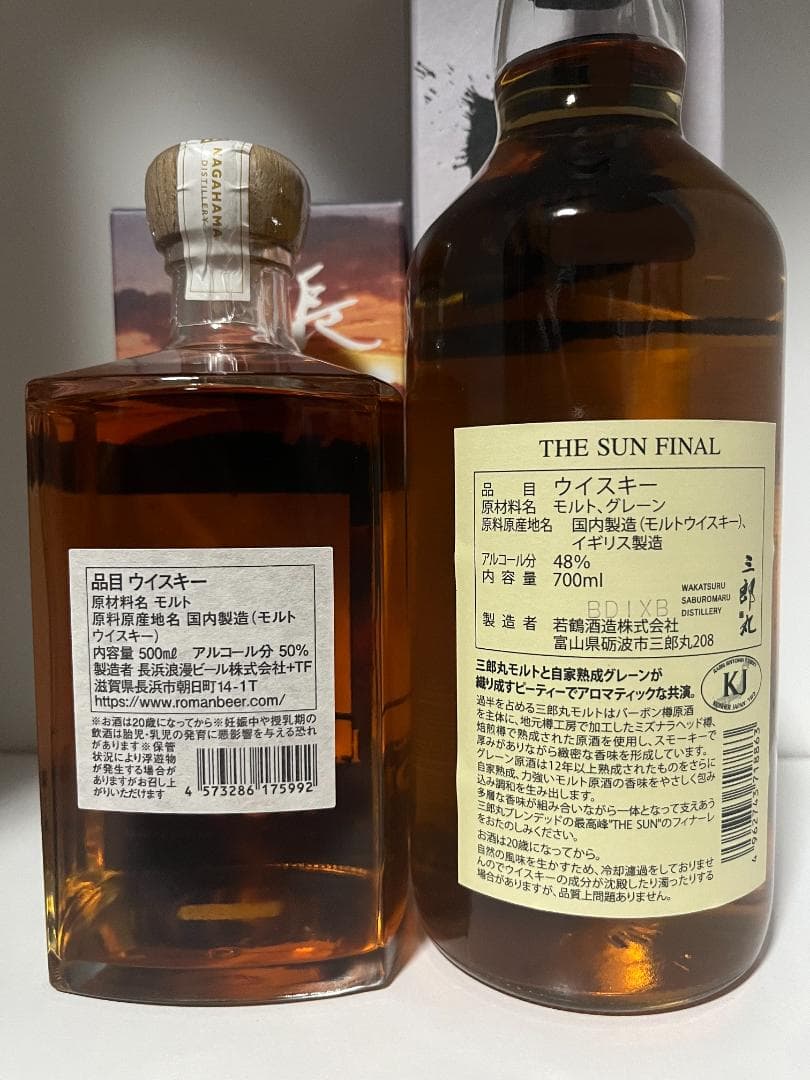 NAGAHAMA
DISTILLERY
長
品目 ウイスキー
原材料名 モルト
原料原産地名 国内製造（モルト
ウイスキー）
内容量 500㎖ アルコール分 50%
製造者 長浜浪漫ビール株式会社+TF
滋賀県長浜市朝日町14-1T
https://www.romanbeer.com/
※お酒は20歳になってから※妊娠中や授乳期の
飲酒は胎児・乳児の発育に悪影響を与える恐れ
があります※保管
状況により浮遊物
が発生する場合が
ありますがお召し上
がりいただけます
4 573286 175992
THE SUN FINAL
品目 ウイスキー
原材料名 モルト、グレーン
原料原産地名 国内製造（モルトウイスキー）、
イギリス製造
アルコール分 48%
内容量 700ml
BDIXB
製造者 若鶴酒造株式会社
富山県砺波市三郎丸208
WAKATSURU
SABUROMARU
DISTILLERY
三郎丸
三郎丸モルトと自家熟成グレーンが
織り成すピーティーでアロマティックな共演。
KJ
過半を占める三郎丸モルトはバーボン樽原酒
を主体に、地元樽工房で加工したミズナラヘッド樽、
焙煎樽で熟成された原酒を使用し、スモーキーで
厚みがありながら緻密な香味を形成しています。
グレーン原酒は12年以上熟成されたものをさらに
自家熟成、力強いモルト原酒の香味をやさしく包み
込み調和を生み出します。
多層な香味が組み合いながら一体となって支えあう
三郎丸ブレンデッドの最高峰"THE SUN"のフィナーレ
をおたのしみください。
お酒は20歳になってから。
自然の風味を生かすため、冷却濾過をしておりませ
んのでウイスキーの成分が沈殿したり濁ったりする
場合がありますが、品質上問題ありません。
4 962743 718863